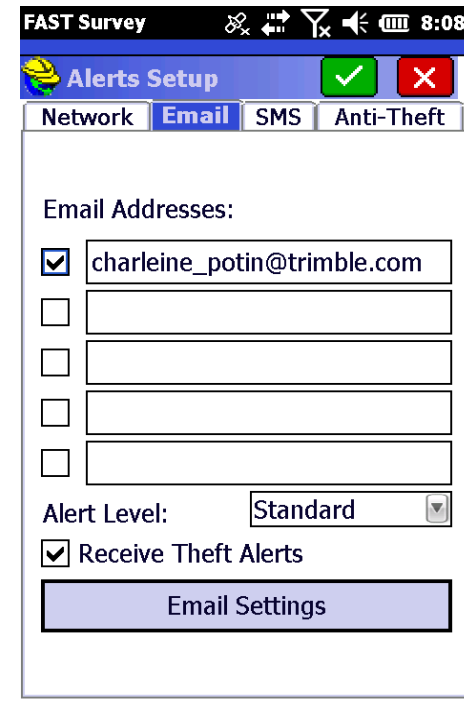 FAST Survey 8:08
Alerts Setup
Network Email SMS Anti-Theft
Email Addresses:
charleine_potin@trimble.com
Alert Level: Standard
Receive Theft Alerts
Email Settings